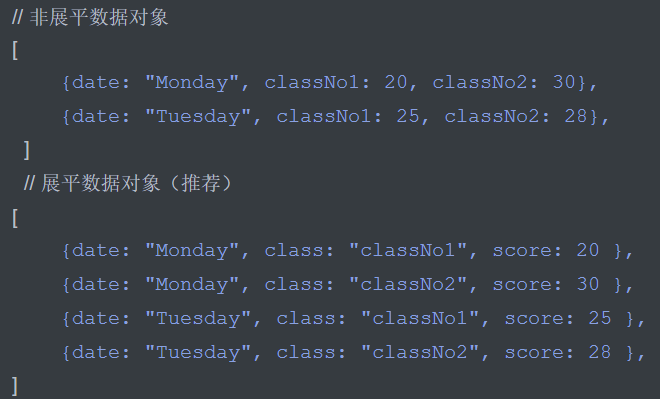 // 非展平数据对象
[
{date: "Monday", classNo1: 20, classNo2: 30},
{date: "Tuesday", classNo1: 25, classNo2: 28},
]
// 展平数据对象（推荐）
[
{date: "Monday", class: "classNo1", score: 20 },
{date: "Monday", class: "classNo2", score: 30 },
{date: "Tuesday", class: "classNo1", score: 25 },
{date: "Tuesday", class: "classNo2", score: 28 },
]